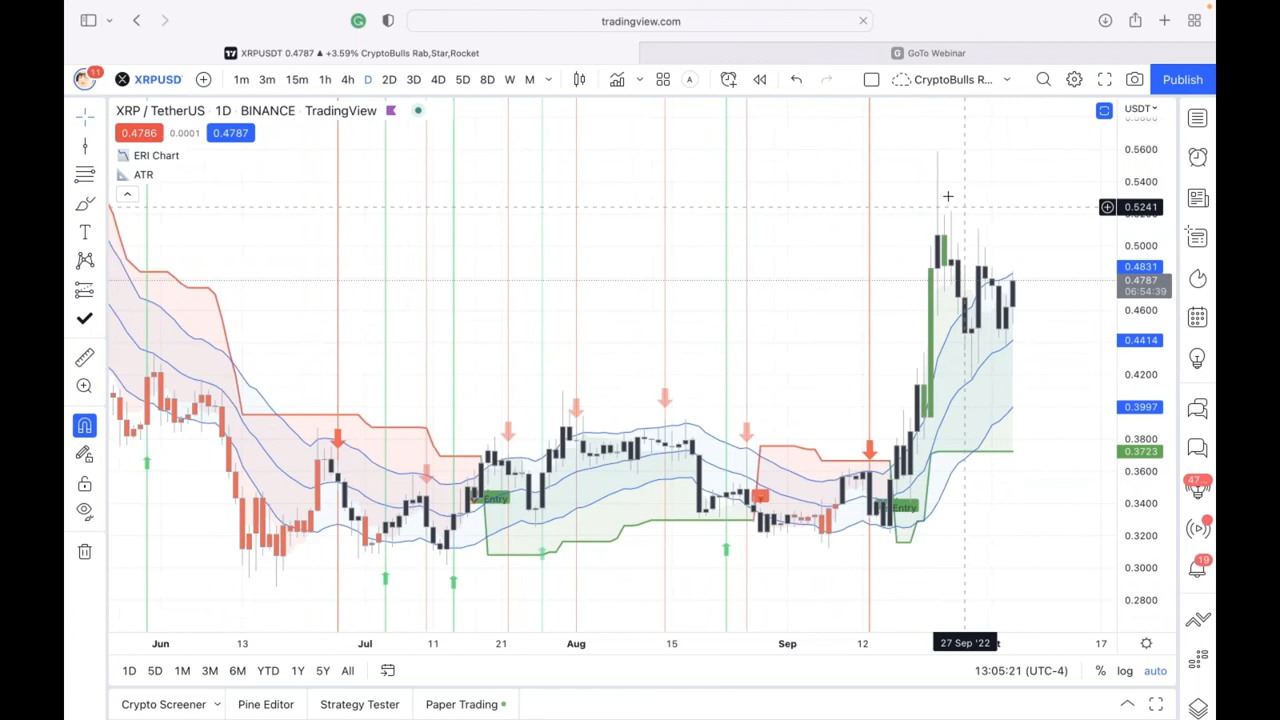 tradingview.com
XRPUSDT 0.4787 ▲ +3.59% CryptoBulls Rab,Star,Rocket
GoTo Webinar
11
XRPUSD
1m 3m 15m 1h 4h D 2D 3D 4D 5D 8D W M
A
CryptoBulls R...
Publish
XRP / TetherUS · 1D · BINANCE · TradingView
USDT
0.4786 0.0001 0.4787
ERI Chart
ATR
0.5600
0.5400
0.5241
0.5000
0.4831
0.4787
06:54:39
0.4600
0.4414
0.4200
0.3997
0.3800
0.3723
0.3600
0.3400
0.3200
0.3000
0.2800
Entry
Entry
T
47...
19
Jun 13 Jul 11 21 Aug 15 Sep 12 27 Sep '22 17
1D 5D 1M 3M 6M YTD 1Y 5Y All
13:05:21 (UTC-4) % log auto
Crypto Screener Pine Editor Strategy Tester Paper Trading